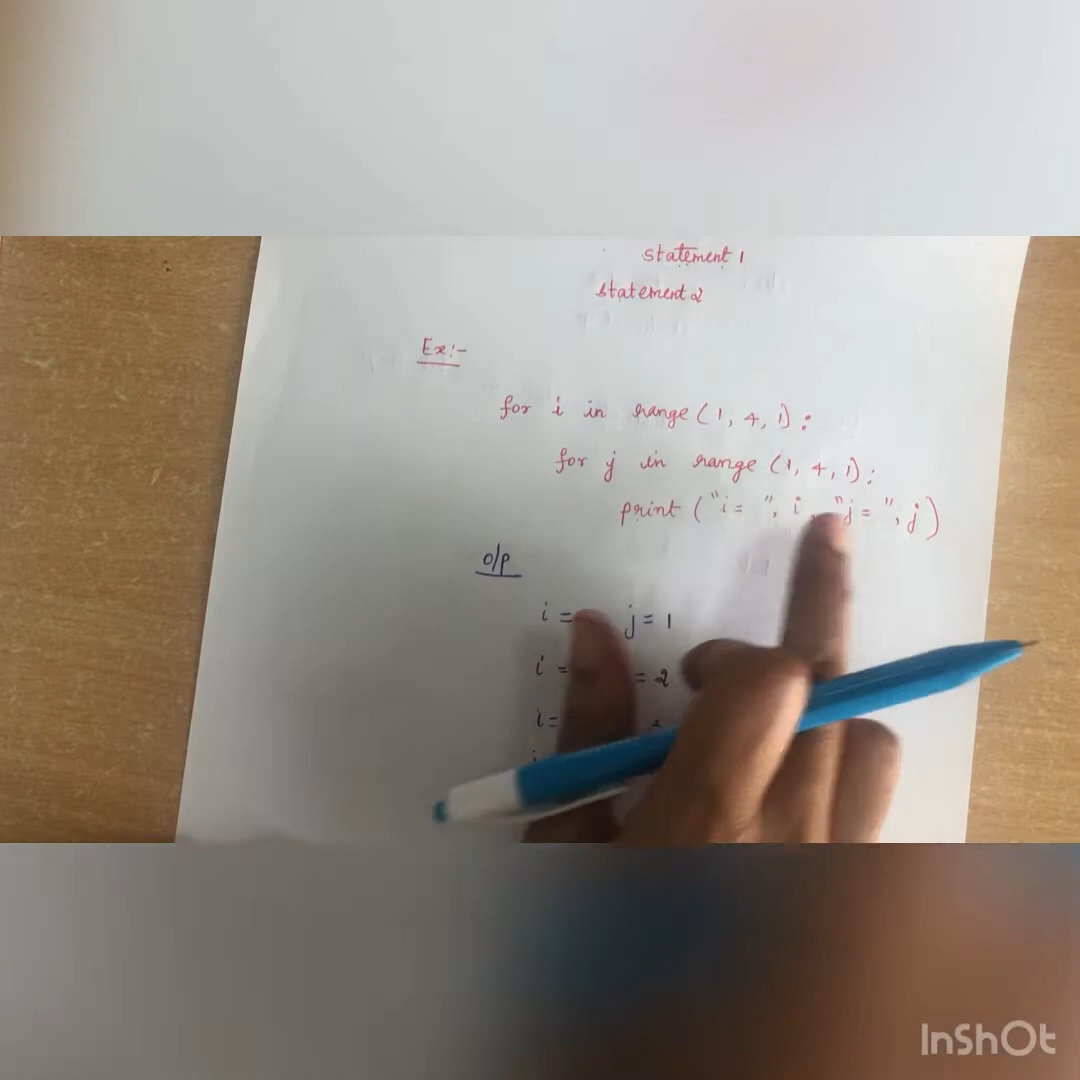 statement 1
statement 2
Ex:-
for i in range (1, 4, 1):
for j in range (1, 4, 1):
print ("i= ", i, "j= ", j)
o/p
i = j = 1
i = = 2
i =
InShOt